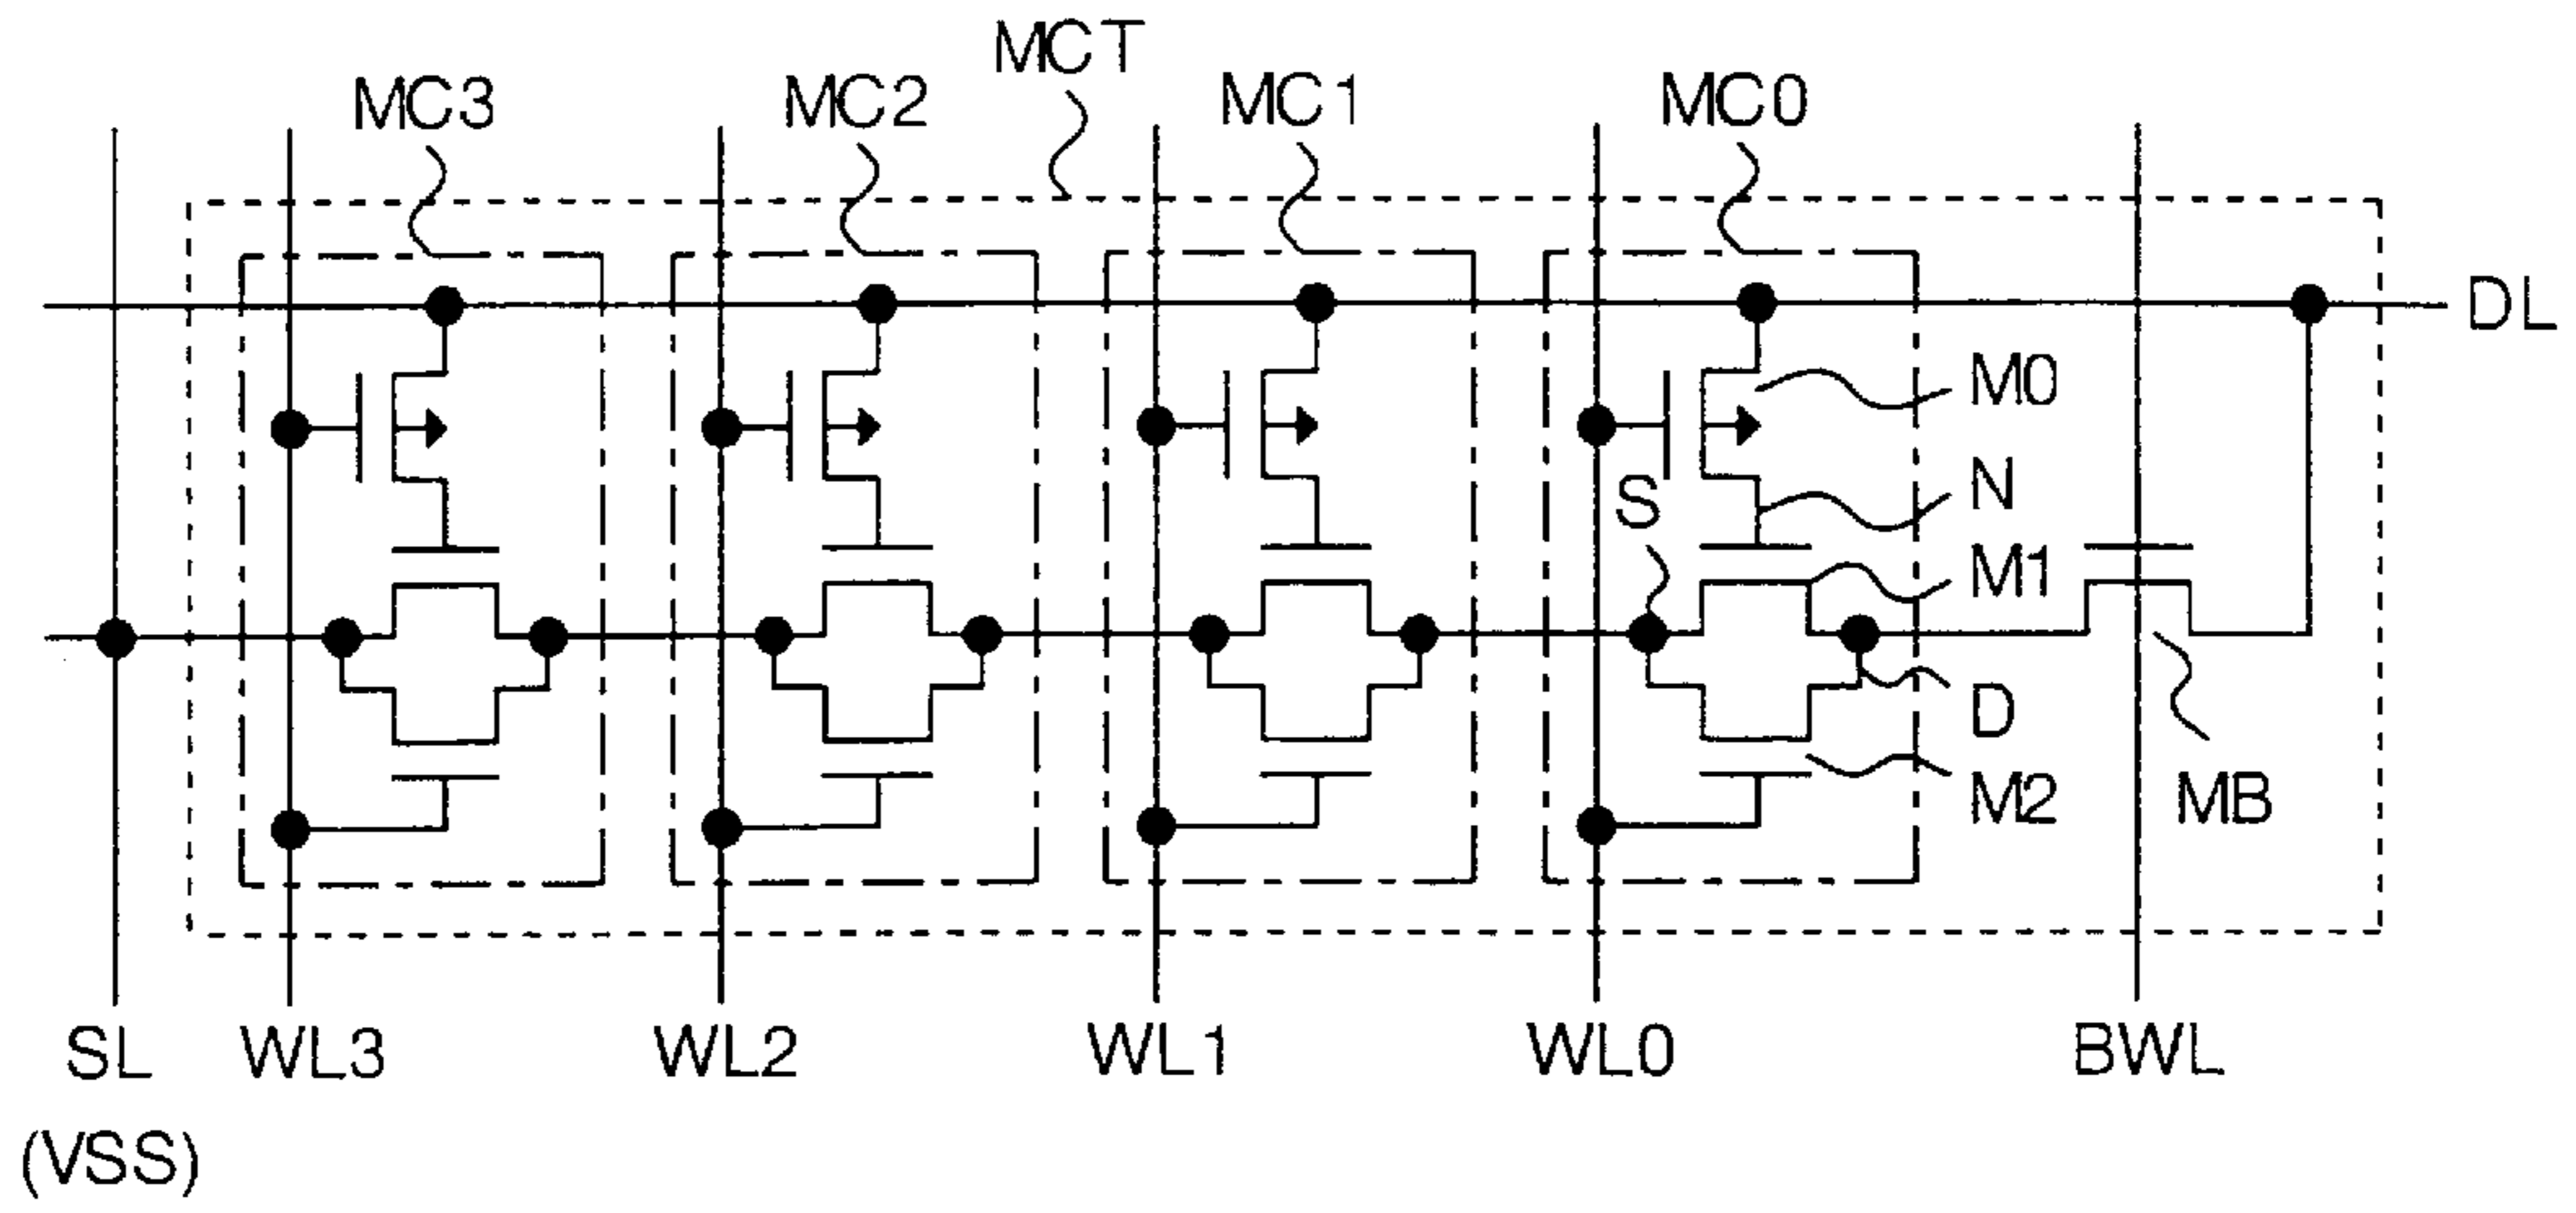 MCT
MC3 MC2 MC1 MC0
DL
M0
S N
M1
D
M2 MB
SL WL3 WL2 WL1 WL0 BWL
(VSS)